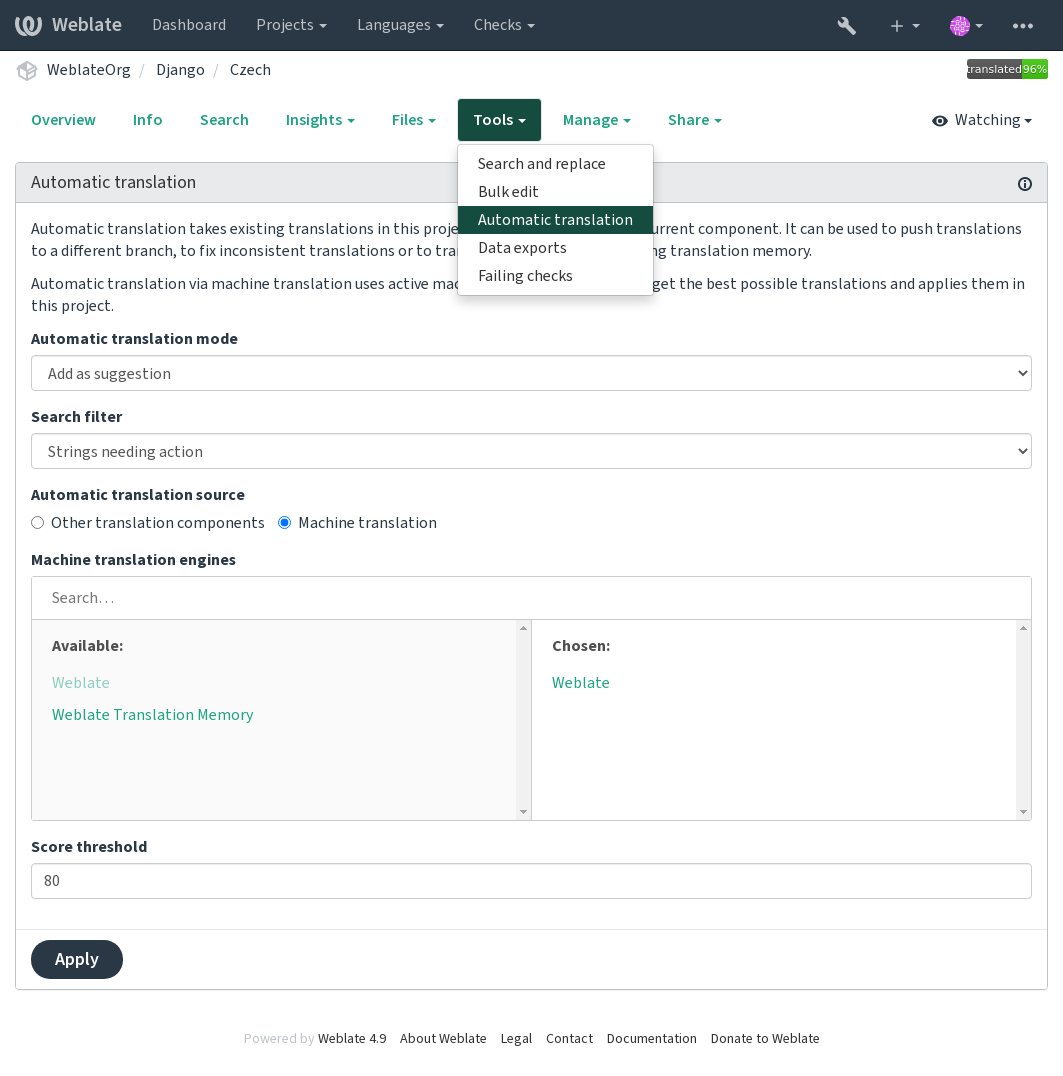 Weblate Dashboard Projects Languages Checks
WeblateOrg / Django / Czech translated 96%
Overview Info Search Insights Files Tools Manage Share Watching
Search and replace
Bulk edit
Automatic translation
Data exports
Failing checks
Automatic translation
Automatic translation takes existing translations in this proje urrent component. It can be used to push translations
to a different branch, to fix inconsistent translations or to tra ng translation memory.
Automatic translation via machine translation uses active mac get the best possible translations and applies them in
this project.
Automatic translation mode
Add as suggestion
Search filter
Strings needing action
Automatic translation source
Other translation components Machine translation
Machine translation engines
Search…
Available: Chosen:
Weblate Weblate
Weblate Translation Memory
Score threshold
80
Apply
Powered by Weblate 4.9 About Weblate Legal Contact Documentation Donate to Weblate